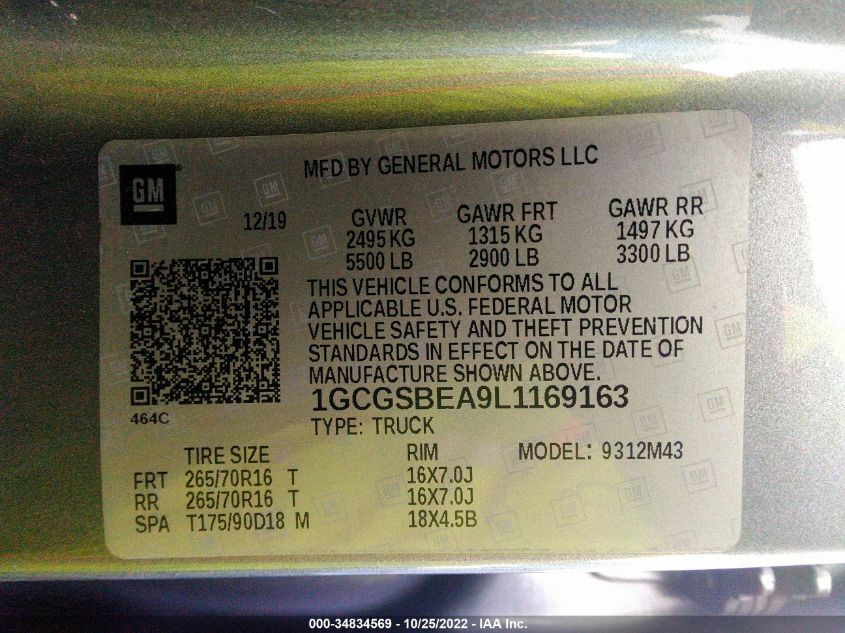 MFD BY GENERAL MOTORS LLC
GM
12/19
GVWR GAWR FRT GAWR RR
2495 KG 1315 KG 1497 KG
5500 LB 2900 LB 3300 LB
THIS VEHICLE CONFORMS TO ALL
APPLICABLE U.S. FEDERAL MOTOR
VEHICLE SAFETY AND THEFT PREVENTION
STANDARDS IN EFFECT ON THE DATE OF
MANUFACTURE SHOWN ABOVE.
464C
1GCGSBEA9L1169163
TYPE: TRUCK
TIRE SIZE RIM MODEL: 9312M43
FRT 265/70R16 T 16X7.0J
RR 265/70R16 T 16X7.0J
SPA T175/90D18 M 18X4.5B
000-34834569 - 10/25/2022 - IAA Inc.